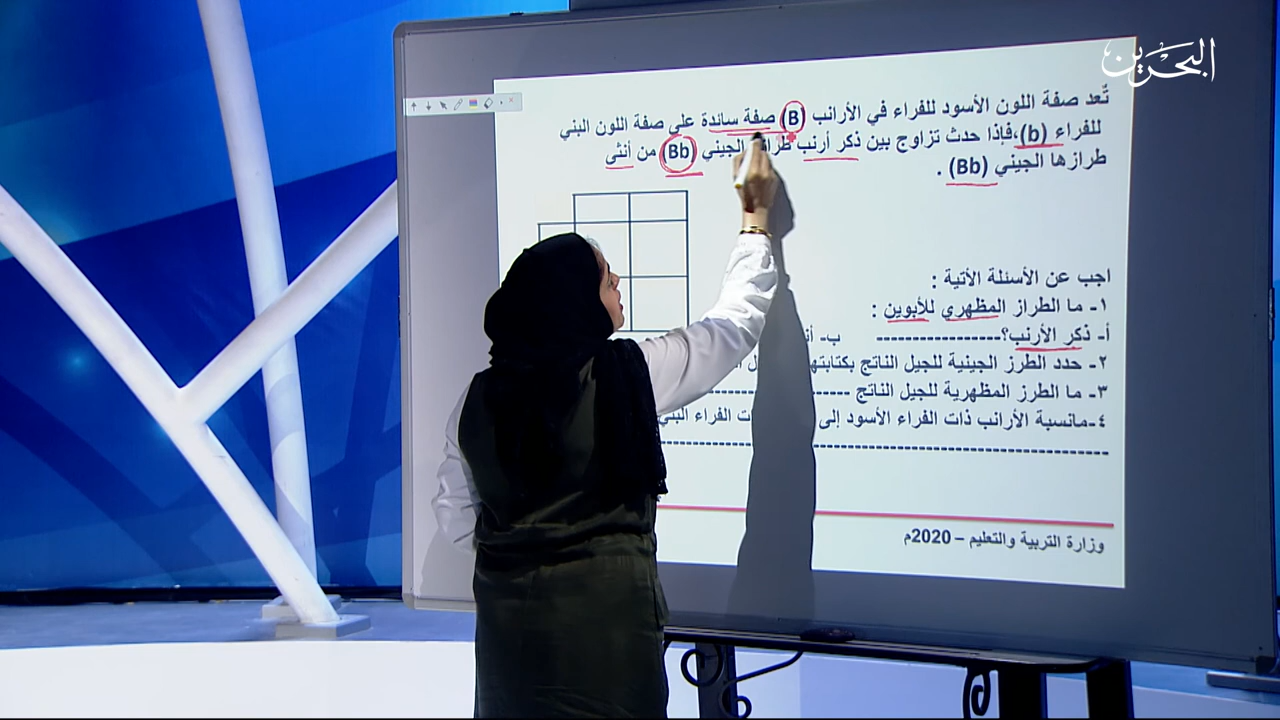 البحرين
تُعد صفة اللون الأسود للفراء في الأرانب (B) صفة سائدة على صفة اللون البني
للفراء (b)،فإذا حدث تزاوج بين ذكر أرنب الجيني (Bb) من أنثى
طرازها الجيني (Bb) .
اجب عن الأسئلة الأتية :
١- ما الطراز المظهري للأبوين :
أ- ذكر الأرنب؟------------------ ب-
٢- حدد الطرز الجينية للجيل الناتج
٣- ما الطرز المظهرية للجيل الناتج -------
٤-مانسبة الأرانب ذات الفراء الأسود إلى الفراء
وزارة التربية والتعليم – 2020م